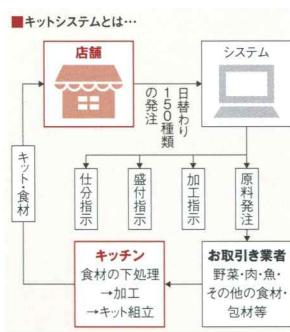 ■キットシステムとは…
店舗
システム
日替わり
150種類
の発注
仕分指示
盛付指示
加工指示
原料発注
キット・食材
キッチン
食材の下処理
→加工
→キット組立
お取引き業者
野菜・肉・魚・
その他の食材・
包材等